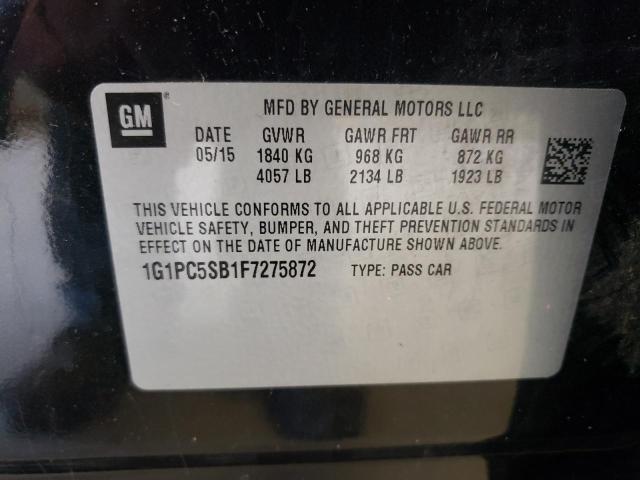 GM ®
MFD BY GENERAL MOTORS LLC
DATE GVWR GAWR FRT GAWR RR
05/15 1840 KG 968 KG 872 KG
4057 LB 2134 LB 1923 LB
THIS VEHICLE CONFORMS TO ALL APPLICABLE U.S. FEDERAL MOTOR
VEHICLE SAFETY, BUMPER, AND THEFT PREVENTION STANDARDS IN
EFFECT ON THE DATE OF MANUFACTURE SHOWN ABOVE.
1G1PC5SB1F7275872 TYPE: PASS CAR